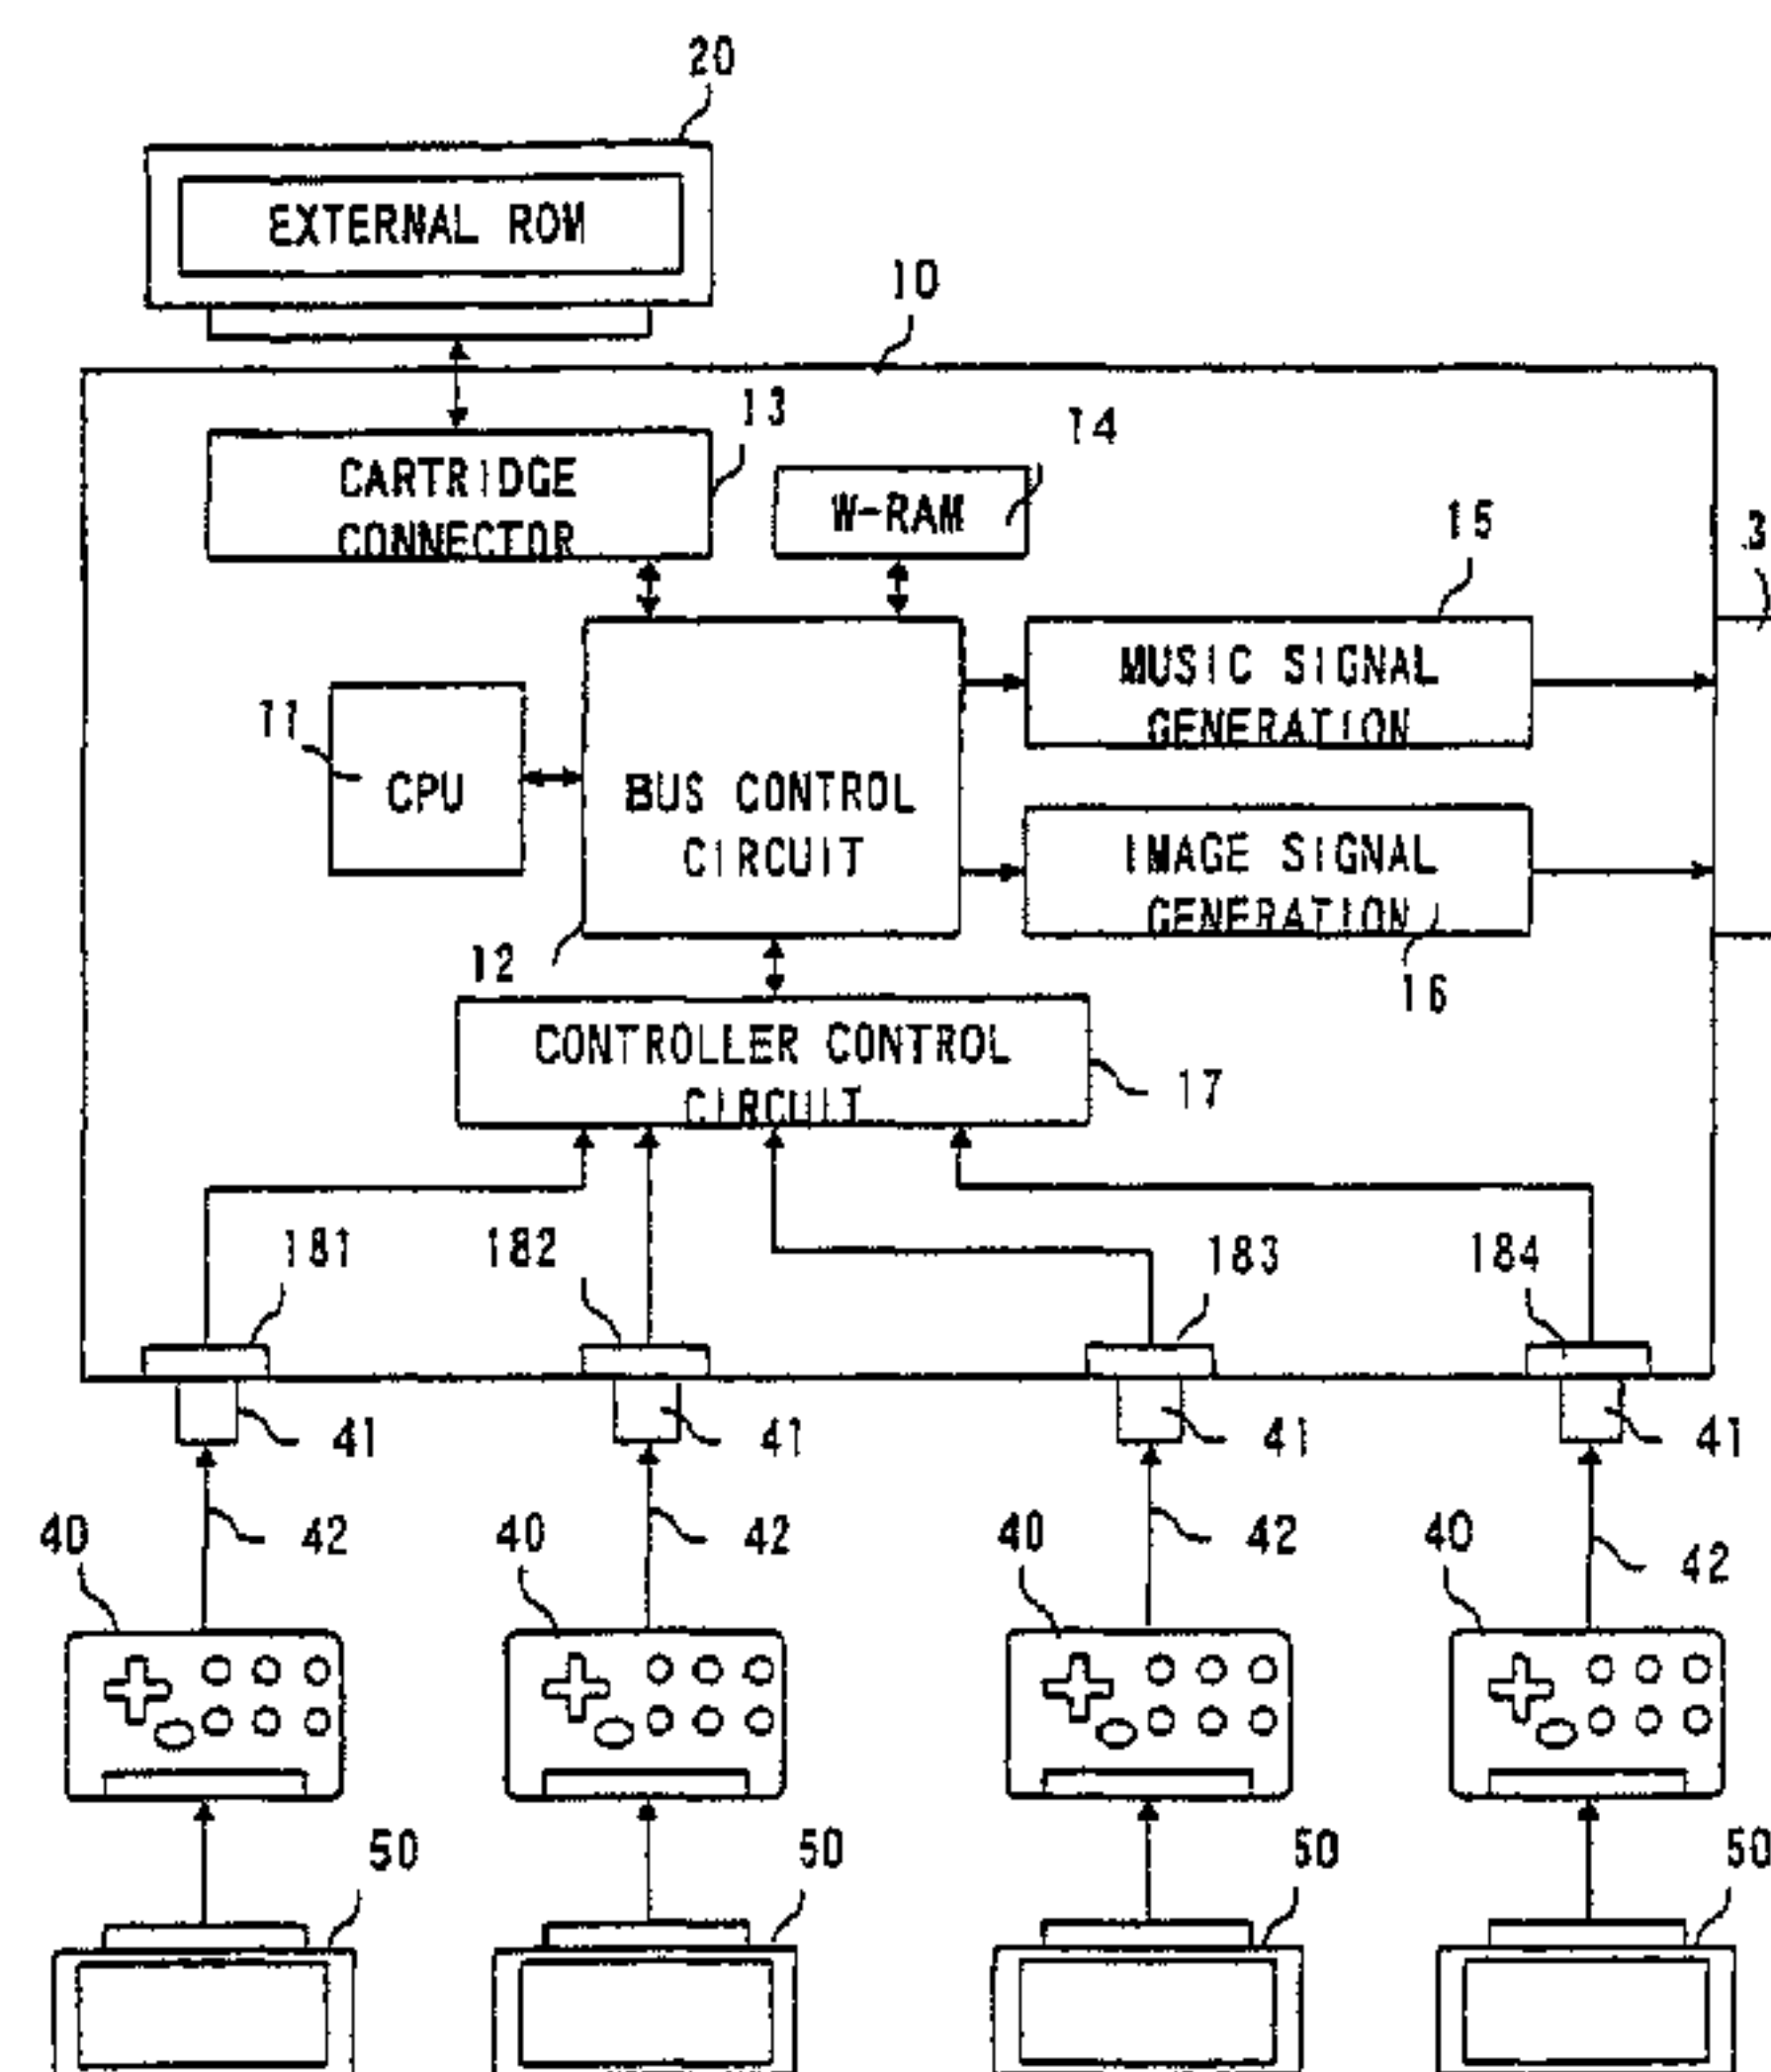 20
EXTERNAL ROM
10
13
14
CARTRIDGE
CONNECTOR
W-RAM
15
3
MUSIC SIGNAL
GENERATION
11
CPU
BUS CONTROL
CIRCUIT
IMAGE SIGNAL
GENERATION
12
16
CONTROLLER CONTROL
CIRCUIT
17
181
182
183
184
41
41
41
41
40
42
40
42
40
42
40
42
50
50
50
50